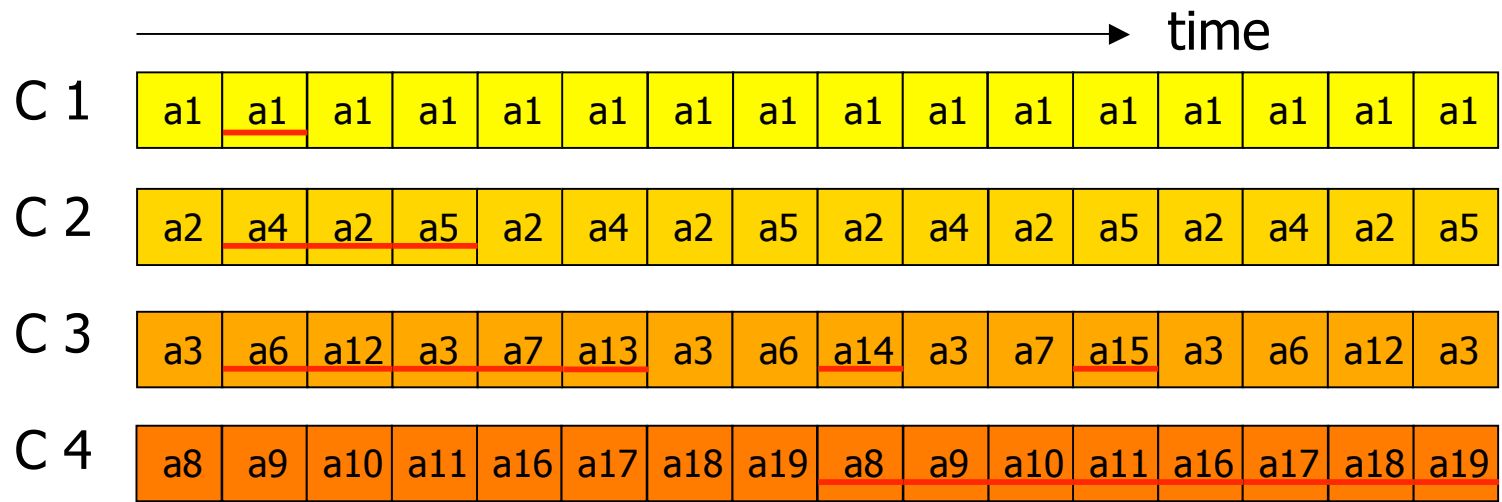 time
C 1 a1 a1 a1 a1 a1 a1 a1 a1 a1 a1 a1 a1 a1 a1 a1 a1
C 2 a2 a4 a2 a5 a2 a4 a2 a5 a2 a4 a2 a5 a2 a4 a2 a5
C 3 a3 a6 a12 a3 a7 a13 a3 a6 a14 a3 a7 a15 a3 a6 a12 a3
C 4 a8 a9 a10 a11 a16 a17 a18 a19 a8 a9 a10 a11 a16 a17 a18 a19